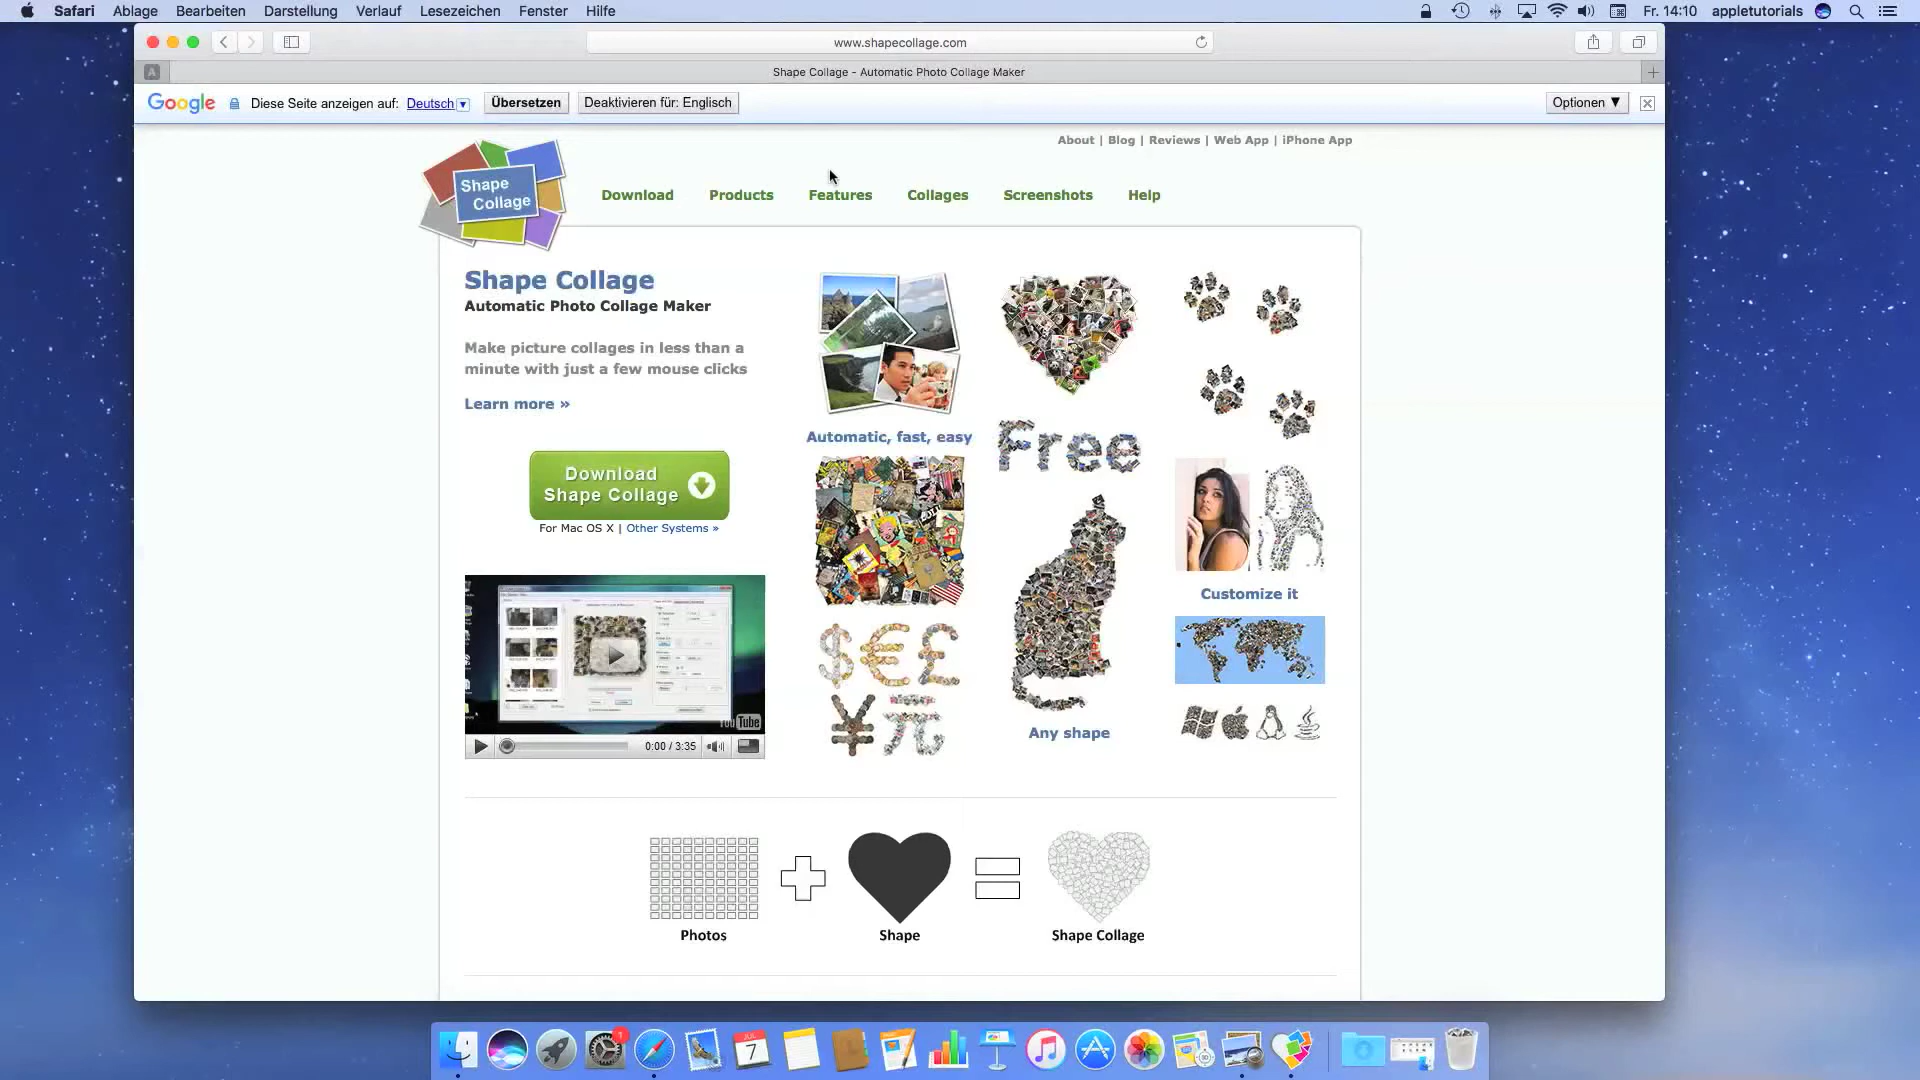 Safari Ablage Bearbeiten Darstellung Verlauf Lesezeichen Fenster Hilfe
Fr. 14:10 appletutorials
www.shapecollage.com
A
Shape Collage - Automatic Photo Collage Maker
Google Diese Seite anzeigen auf: Deutsch Übersetzen Deaktivieren für: Englisch
Optionen ▼
About | Blog | Reviews | Web App | iPhone App
Shape
Collage
Download Products Features Collages Screenshots Help
Shape Collage
Automatic Photo Collage Maker
Make picture collages in less than a
minute with just a few mouse clicks
Learn more »
Download
Shape Collage
For Mac OS X | Other Systems »
YouTube
0:00 / 3:35
Automatic, fast, easy
$ € £
¥ π
Free
Any shape
Customize it
Photos
Shape
Shape Collage
1
JUL
7